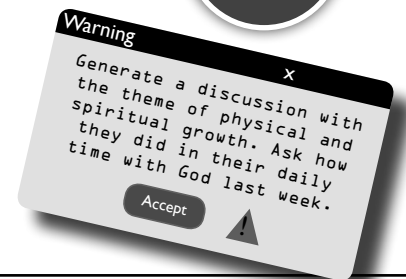 Warning
x
Generate a discussion with
the theme of physical and
spiritual growth. Ask how
they did in their daily
time with God last week.
Accept
!